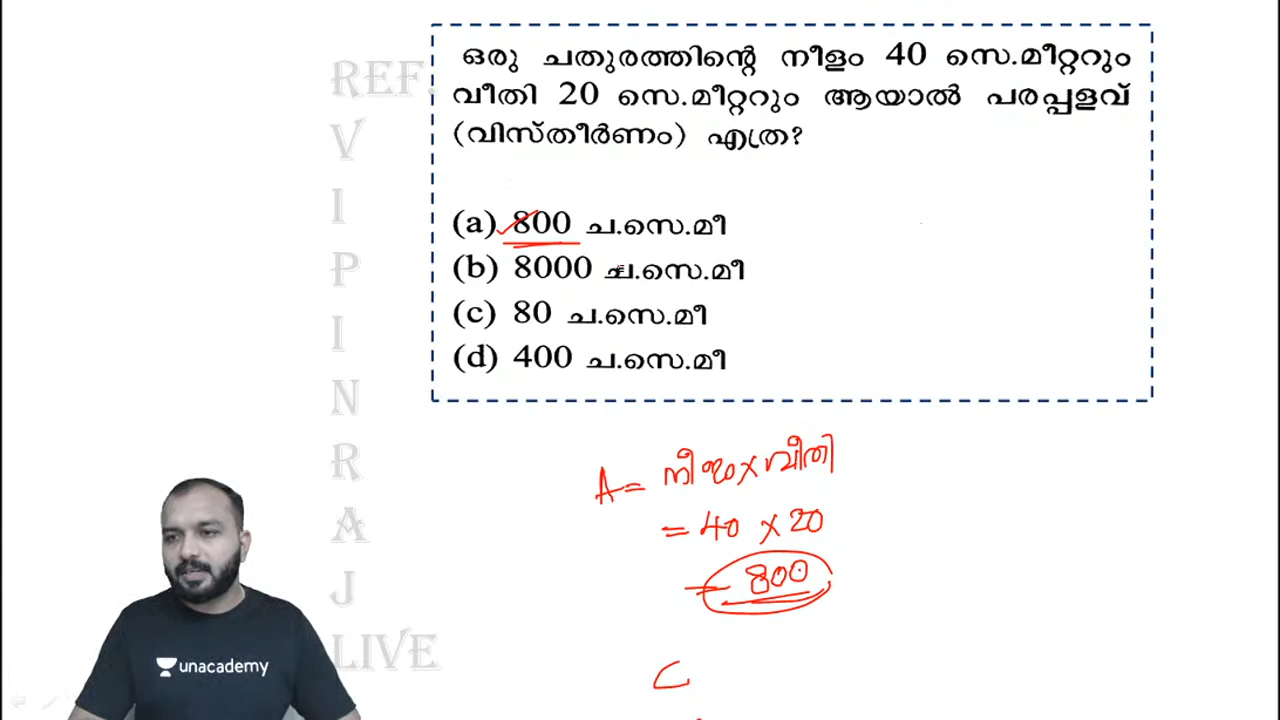 REF.
VIPINRAJ
LIVE
ഒരു ചതുരത്തിന്റെ നീളം 40 സെ.മീറ്ററും
വീതി 20 സെ.മീറ്ററും ആയാൽ പരപ്പളവ്
(വിസ്തീർണം) എത്ര?
(a) 800 ച.സെ.മീ
(b) 8000 ച.സെ.മീ
(c) 80 ച.സെ.മീ
(d) 400 ച.സെ.മീ
A = നീളം x വീതി
= 40 x 20
= 800
unacademy